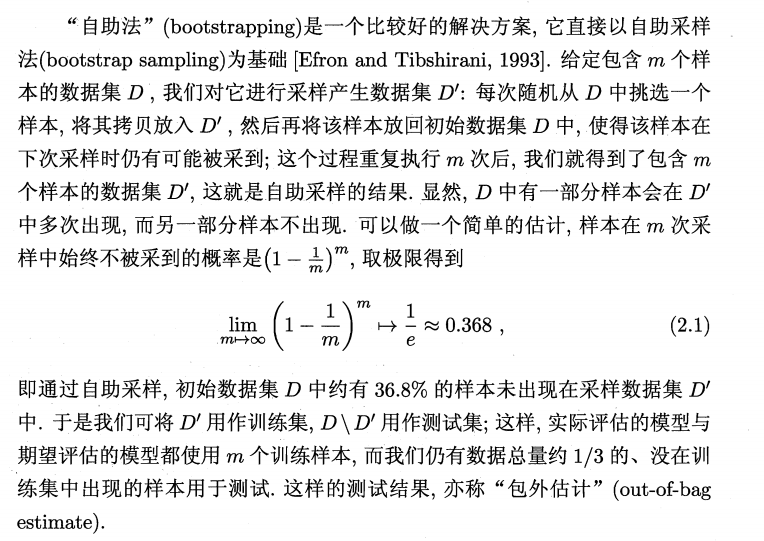 “自助法” (bootstrapping)是一个比较好的解决方案, 它直接以自助采样
法(bootstrap sampling)为基础 [Efron and Tibshirani, 1993]. 给定包含 m 个样
本的数据集 D , 我们对它进行采样产生数据集 D′: 每次随机从 D 中挑选一个
样本, 将其拷贝放入 D′ , 然后再将该样本放回初始数据集 D 中, 使得该样本在
下次采样时仍有可能被采到; 这个过程重复执行 m 次后, 我们就得到了包含 m
个样本的数据集 D′, 这就是自助采样的结果. 显然, D 中有一部分样本会在 D′
中多次出现, 而另一部分样本不出现. 可以做一个简单的估计, 样本在 m 次采
样中始终不被采到的概率是(1 − 1/m)^m, 取极限得到
lim m↦∞ (1 − 1/m)^m ↦ 1/e ≈ 0.368 , (2.1)
即通过自助采样, 初始数据集 D 中约有 36.8% 的样本未出现在采样数据集 D′
中. 于是我们可将 D′ 用作训练集, D\D′ 用作测试集; 这样, 实际评估的模型与
期望评估的模型都使用 m 个训练样本, 而我们仍有数据总量约 1/3 的、没在训
练集中出现的样本用于测试. 这样的测试结果, 亦称 “包外估计” (out-of-bag
estimate).